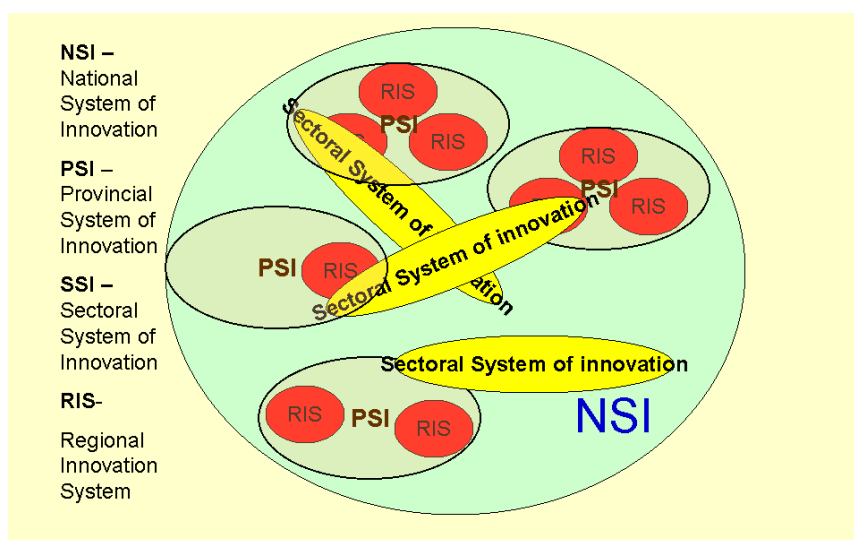 NSI –
National
System of
Innovation
PSI –
Provincial
System of
Innovation
SSI –
Sectoral
System of
Innovation
RIS-
Regional
Innovation
System
RIS
PSI
RIS
Sectoral System of
ation
RIS
PSI
RIS
Sectoral System of innovation
PSI
RIS
Sectoral System of innovation
RIS
PSI
RIS
NSI